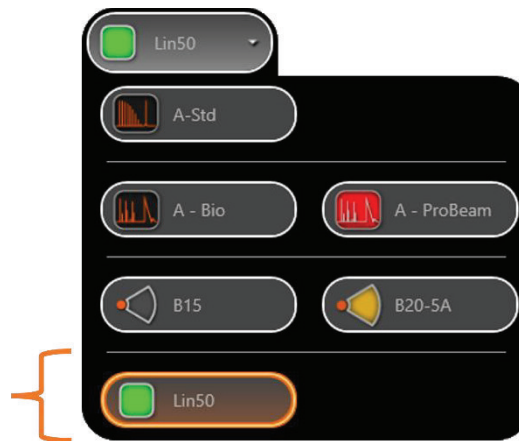 Lin50
A-Std
A - Bio
A - ProBeam
B15
B20-5A
Lin50